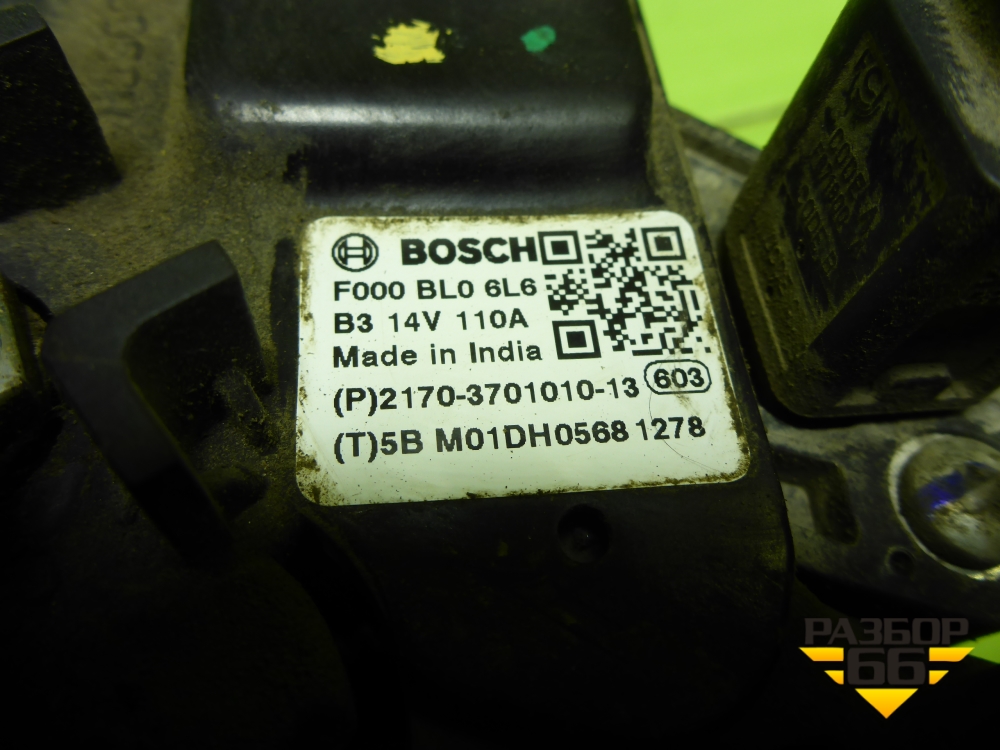 BOSCH
F000 BL0 6L6
B3 14V 110A
Made in India
(P)2170-3701010-13 603
(T)5B M01DH0568 1278
РАЗБОР
66